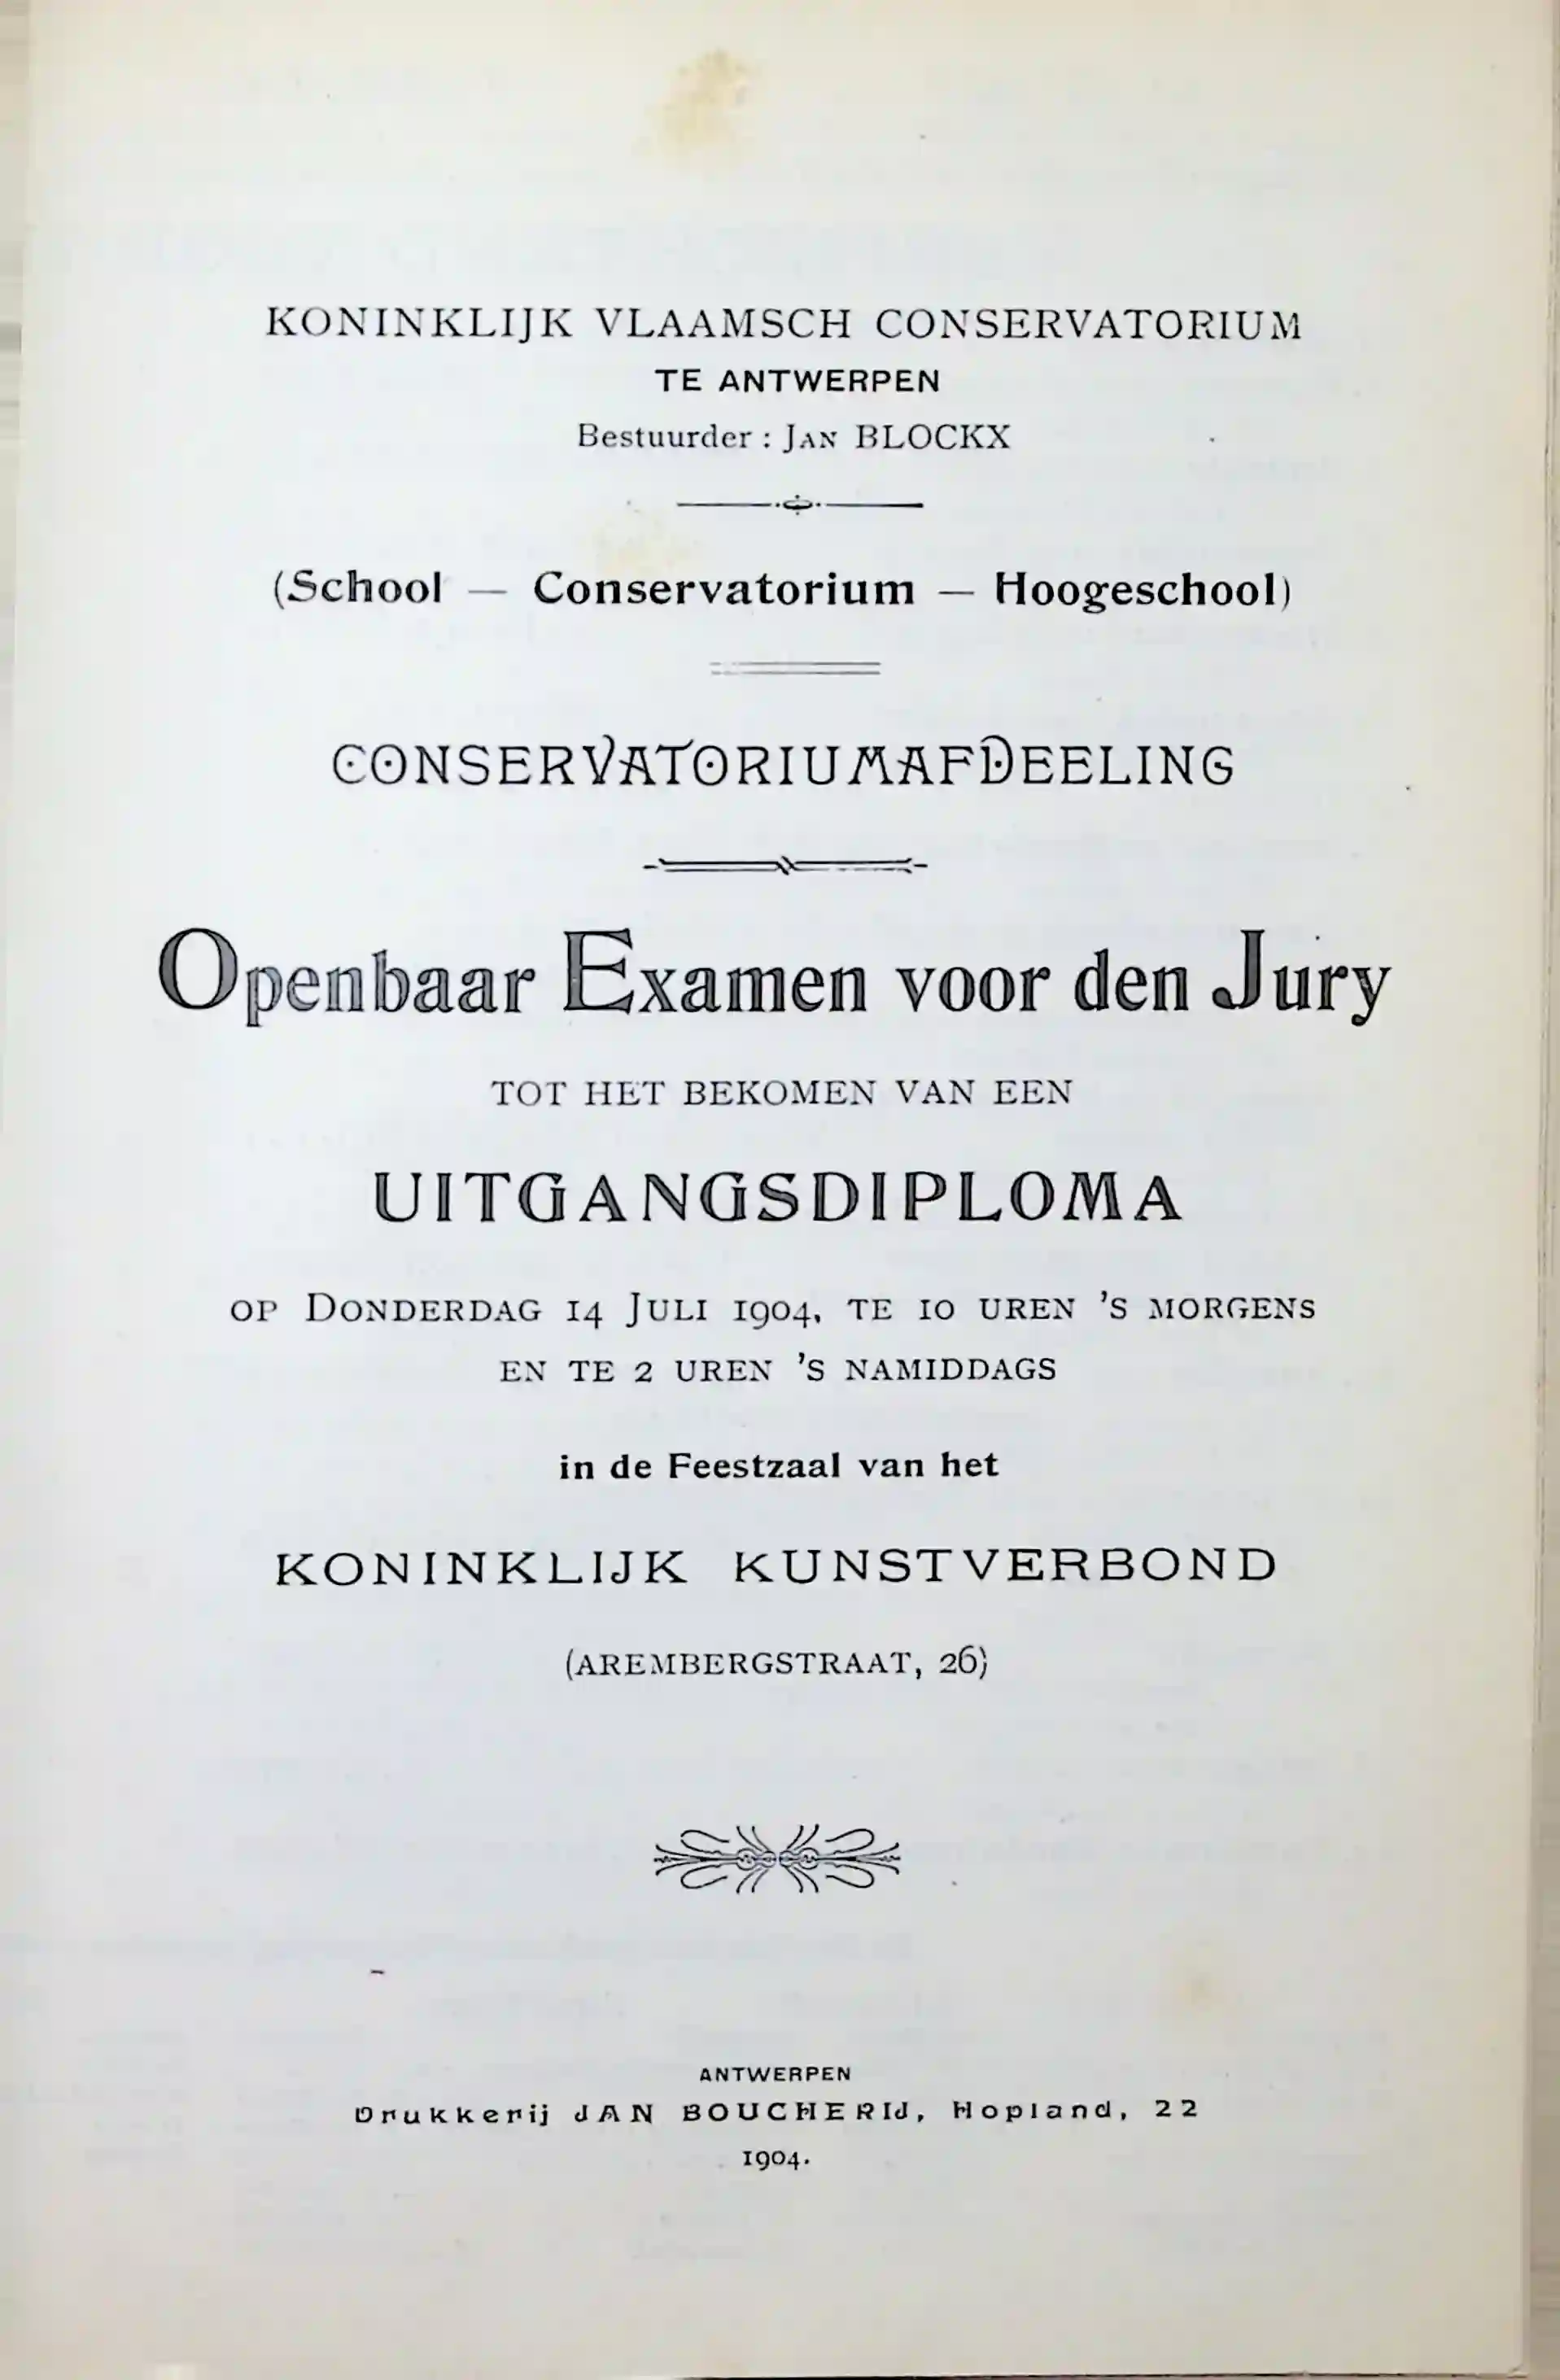 KONINKLIJK VLAAMSCH CONSERVATORIUM
TE ANTWERPEN
Bestuurder : Jan BLOCKX
(School — Conservatorium — Hoogeschool)
CONSERVATORIUMAFDEELING
Openbaar Examen voor den Jury
TOT HET BEKOMEN VAN EEN
UITGANGSDIPLOMA
OP DONDERDAG 14 JULI 1904, TE 10 UREN 'S MORGENS
EN TE 2 UREN 'S NAMIDDAGS
in de Feestzaal van het
KONINKLIJK KUNSTVERBOND
(AREMBERGSTRAAT, 26)
ANTWERPEN
Drukkerij JAN BOUCHERIJ, Hopland, 22
1904.